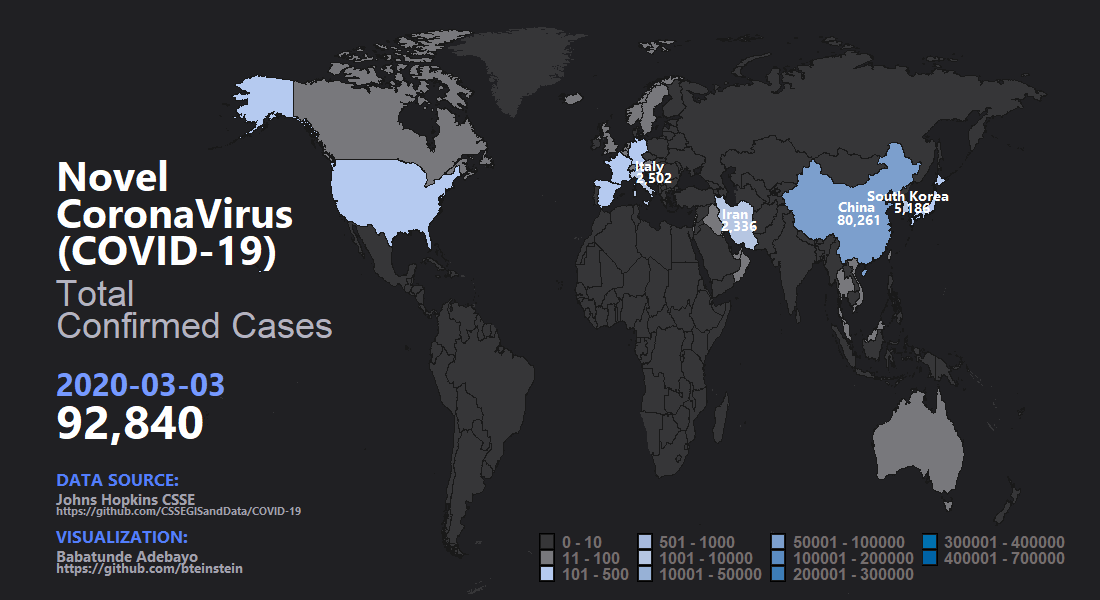 Novel
CoronaVirus
(COVID-19)
Total
Confirmed Cases
2020-03-03
92,840
DATA SOURCE:
Johns Hopkins CSSE
https://github.com/CSSEGISandData/COVID-19
VISUALIZATION:
Babatunde Adebayo
https://github.com/bteinstein
Italy
2,502
Iran
2,336
China
80,261
South Korea
5,186
0 - 10
11 - 100
101 - 500
501 - 1000
1001 - 10000
10001 - 50000
50001 - 100000
100001 - 200000
200001 - 300000
300001 - 400000
400001 - 700000